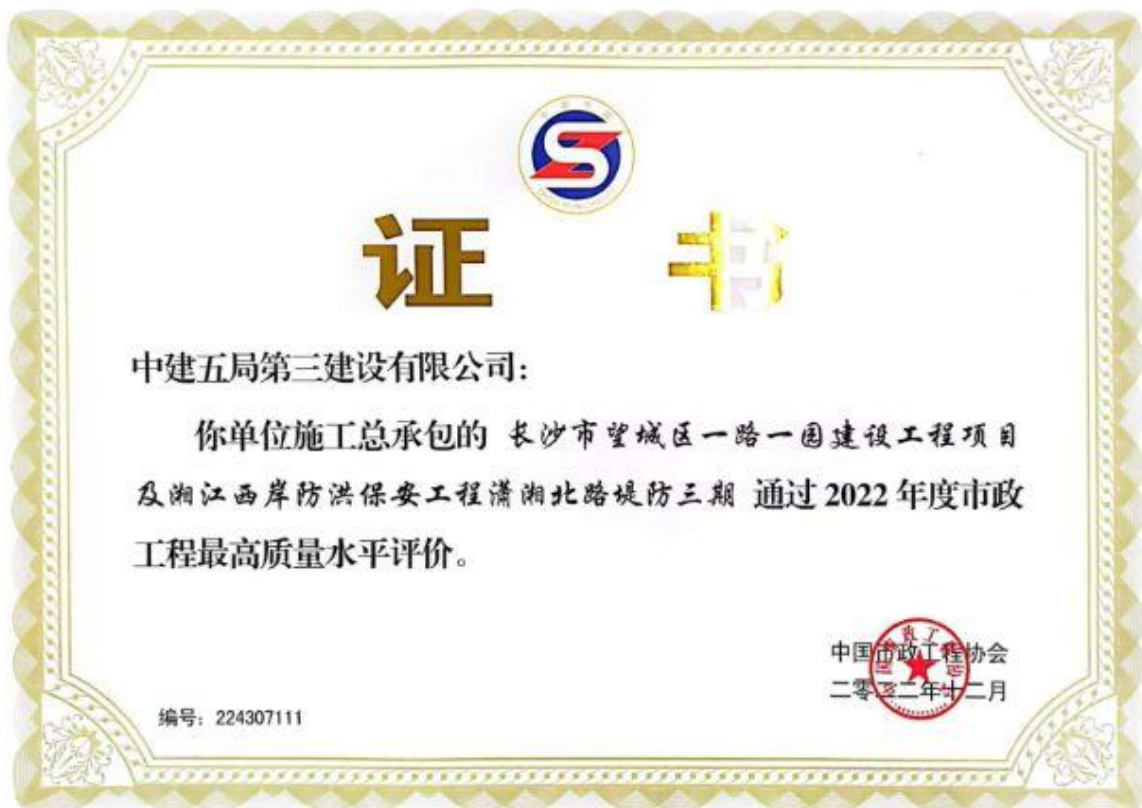 证 书
中建五局第三建设有限公司：
你单位施工总承包的 长沙市望城区一路一园建设工程项目
及湘江西岸防洪保安工程潇湘北路堤防三期 通过 2022 年度市政
工程最高质量水平评价。
中国市政工程协会
二零二二年十二月
编号：224307111